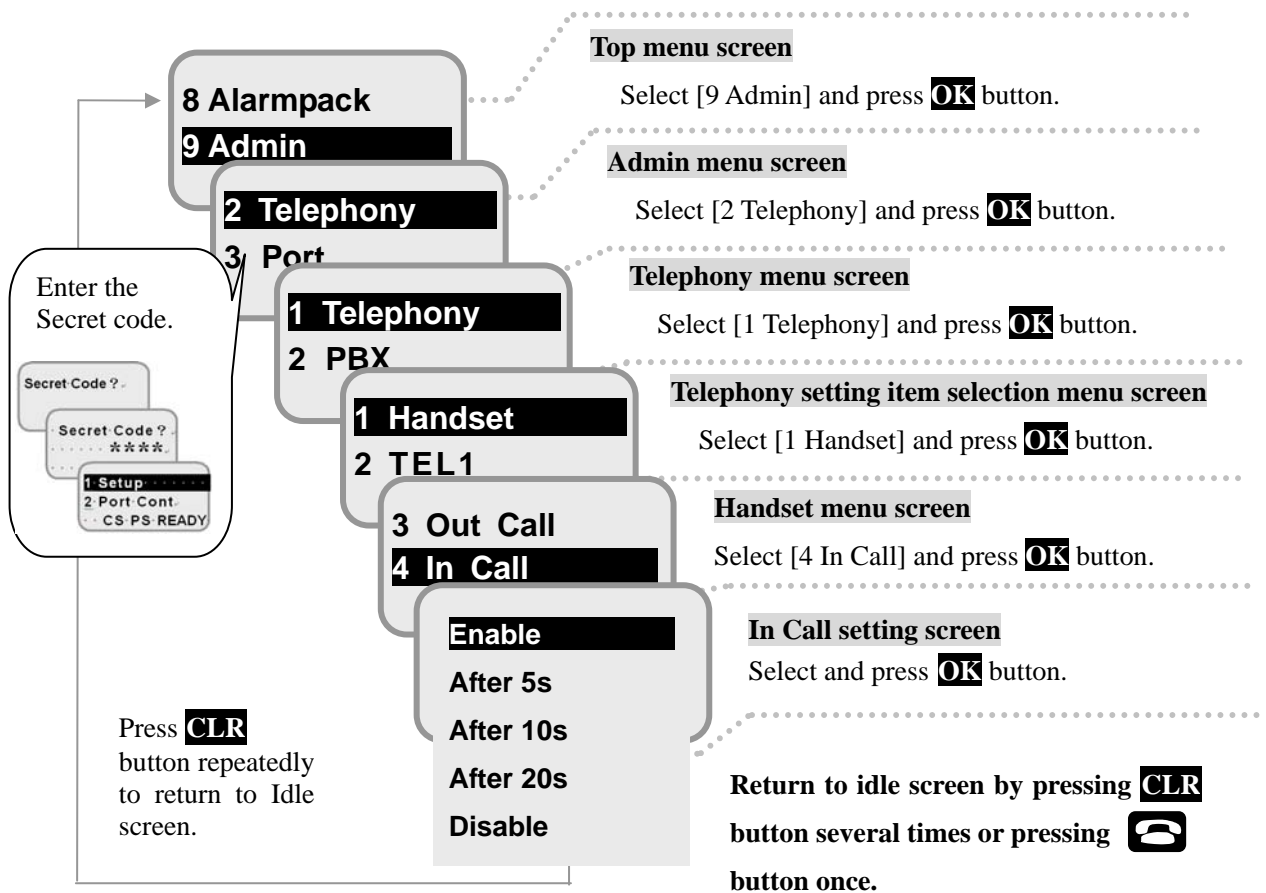 Top menu screen
Select [9 Admin] and press OK button.
8 Alarmpack
9 Admin
Admin menu screen
Select [2 Telephony] and press OK button.
2 Telephony
3 Port
Enter the
Secret code.
Secret Code ?
Secret Code ?
****
1 Setup
2 Port Cont
CS PS READY
Telephony menu screen
Select [1 Telephony] and press OK button.
1 Telephony
2 PBX
Telephony setting item selection menu screen
Select [1 Handset] and press OK button.
1 Handset
2 TEL1
Handset menu screen
Select [4 In Call] and press OK button.
3 Out Call
4 In Call
In Call setting screen
Select and press OK button.
Enable
After 5s
After 10s
After 20s
Disable
Press CLR
button repeatedly
to return to Idle
screen.
Return to idle screen by pressing CLR
button several times or pressing
button once.